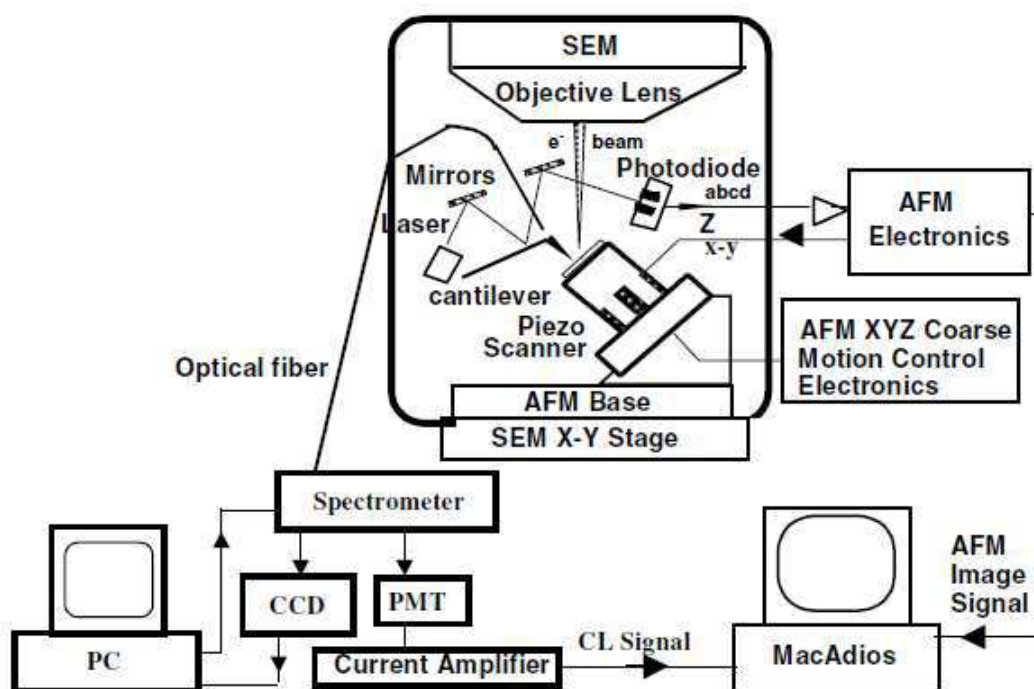 SEM
Objective Lens
e- beam
Mirrors
Photodiode
abcd
Laser
Z
x-y
AFM
Electronics
cantilever
Piezo
Scanner
AFM XYZ Coarse
Motion Control
Electronics
Optical fiber
AFM Base
SEM X-Y Stage
Spectrometer
CCD
PMT
AFM
Image
Signal
PC
Current Amplifier
CL Signal
MacAdios